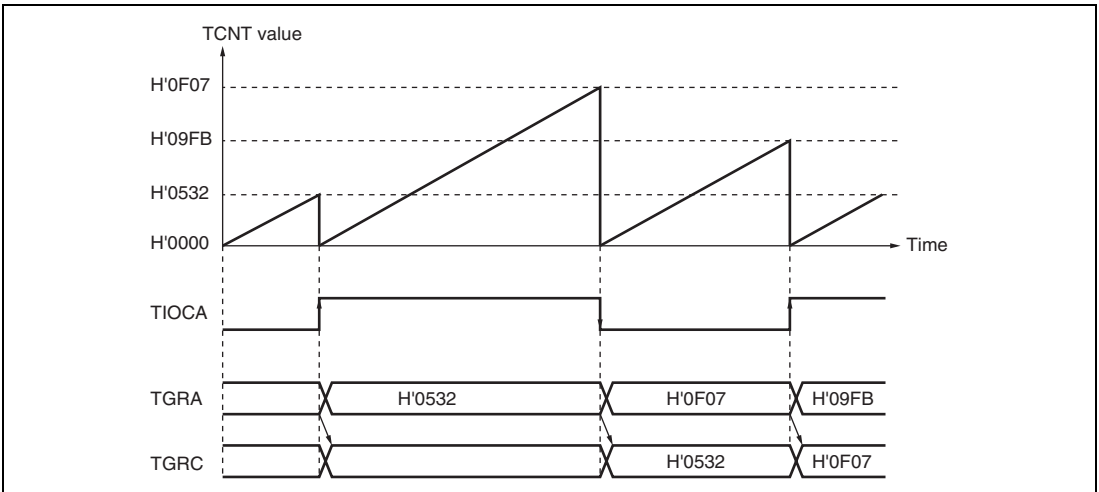 TCNT value
H'0F07
H'09FB
H'0532
H'0000
Time
TIOCA
TGRA
H'0532
H'0F07
H'09FB
TGRC
H'0532
H'0F07